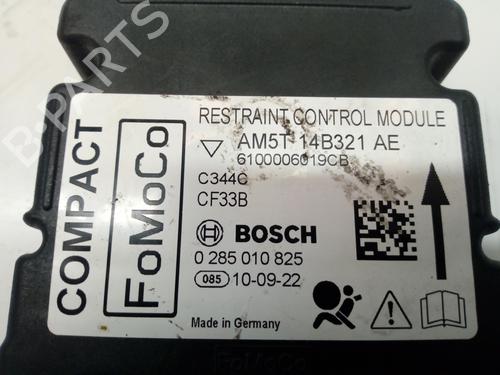 COMPACT
FoMoCo
RESTRAINT CONTROL MODULE
AM5T 14B321 AE
6100006019CB
C344C
CF33B
BOSCH
0 285 010 825
085 10-09-22
Made in Germany
FoMoCo
B-PARTS